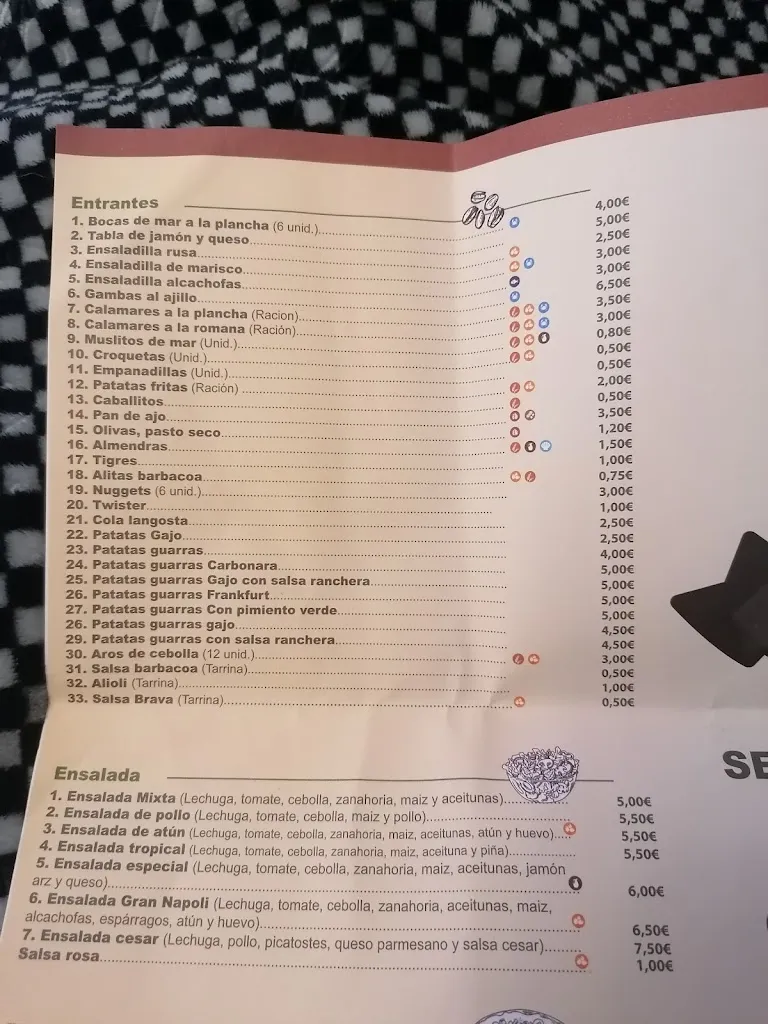 Entrantes
1. Bocas de mar a la plancha (6 unid.) 4,00€
2. Tabla de jamón y queso 5,00€
3. Ensaladilla rusa 2,50€
4. Ensaladilla de marisco 3,00€
5. Ensaladilla alcachofas 3,00€
6. Gambas al ajillo 6,50€
7. Calamares a la plancha (Racion) 3,50€
8. Calamares a la romana (Ración) 3,00€
9. Muslitos de mar (Unid.) 0,80€
10. Croquetas (Unid.) 0,50€
11. Empanadillas (Unid.) 0,50€
12. Patatas fritas (Ración) 2,00€
13. Caballitos 0,50€
14. Pan de ajo 3,50€
15. Olivas, pasto seco 1,20€
16. Almendras 1,50€
17. Tigres 1,00€
18. Alitas barbacoa 0,75€
19. Nuggets (6 unid.) 3,00€
20. Twister 1,00€
21. Cola langosta 2,50€
22. Patatas Gajo 2,50€
23. Patatas guarras 4,00€
24. Patatas guarras Carbonara 5,00€
25. Patatas guarras Gajo con salsa ranchera 5,00€
26. Patatas guarras Frankfurt 5,00€
27. Patatas guarras Con pimiento verde 5,00€
26. Patatas guarras gajo 4,50€
29. Patatas guarras con salsa ranchera 4,50€
30. Aros de cebolla (12 unid.) 3,00€
31. Salsa barbacoa (Tarrina) 0,50€
32. Alioli (Tarrina) 1,00€
33. Salsa Brava (Tarrina) 0,50€
SE
Ensalada
1. Ensalada Mixta (Lechuga, tomate, cebolla, zanahoria, maiz y aceitunas) 5,00€
2. Ensalada de pollo (Lechuga, tomate, cebolla, zanahoria, maiz y pollo) 5,50€
3. Ensalada de atún (Lechuga, tomate, cebolla, zanahoria, maiz, aceitunas, atún y huevo) 5,50€
4. Ensalada tropical (Lechuga, tomate, cebolla, zanahoria, maiz, aceituna y piña) 5,50€
5. Ensalada especial (Lechuga, tomate, cebolla, zanahoria, maiz, aceitunas, jamón
arz y queso) 6,00€
6. Ensalada Gran Napoli (Lechuga, tomate, cebolla, zanahoria, aceitunas, maiz,
alcachofas, espárragos, atún y huevo) 6,50€
7. Ensalada cesar (Lechuga, pollo, picatostes, queso parmesano y salsa cesar) 7,50€
Salsa rosa 1,00€